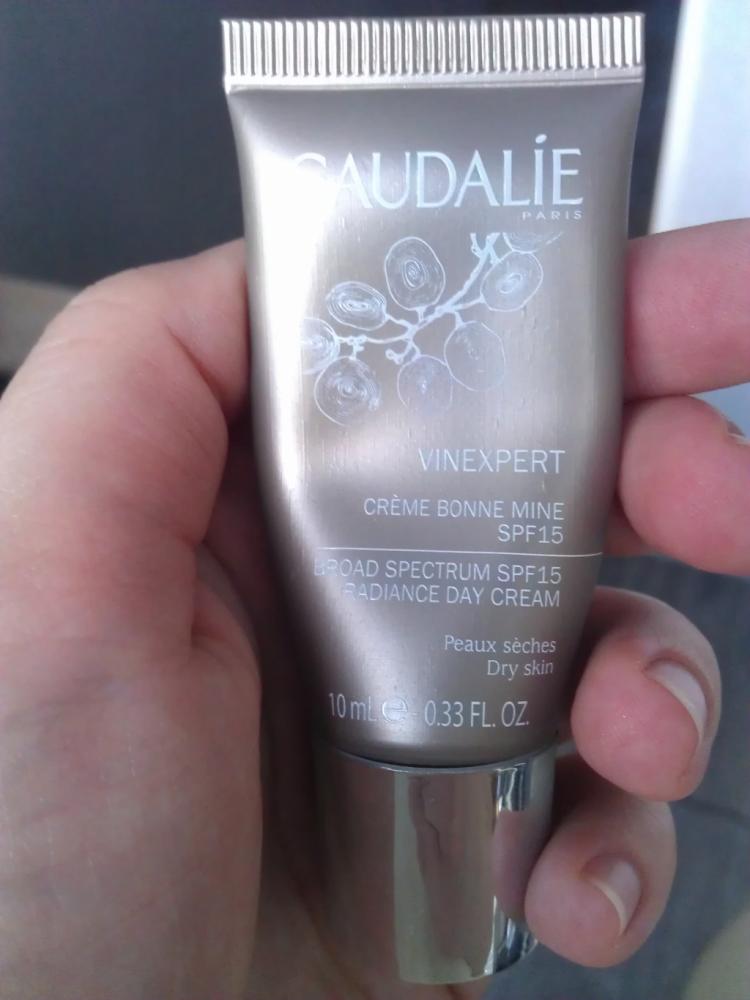 CAUDALİE
PARIS
VINEXPERT
CRÈME BONNE MINE
SPF15
BROAD SPECTRUM SPF15
RADIANCE DAY CREAM
Peaux sèches
Dry skin
10 mL ℮ - 0.33 FL. OZ.